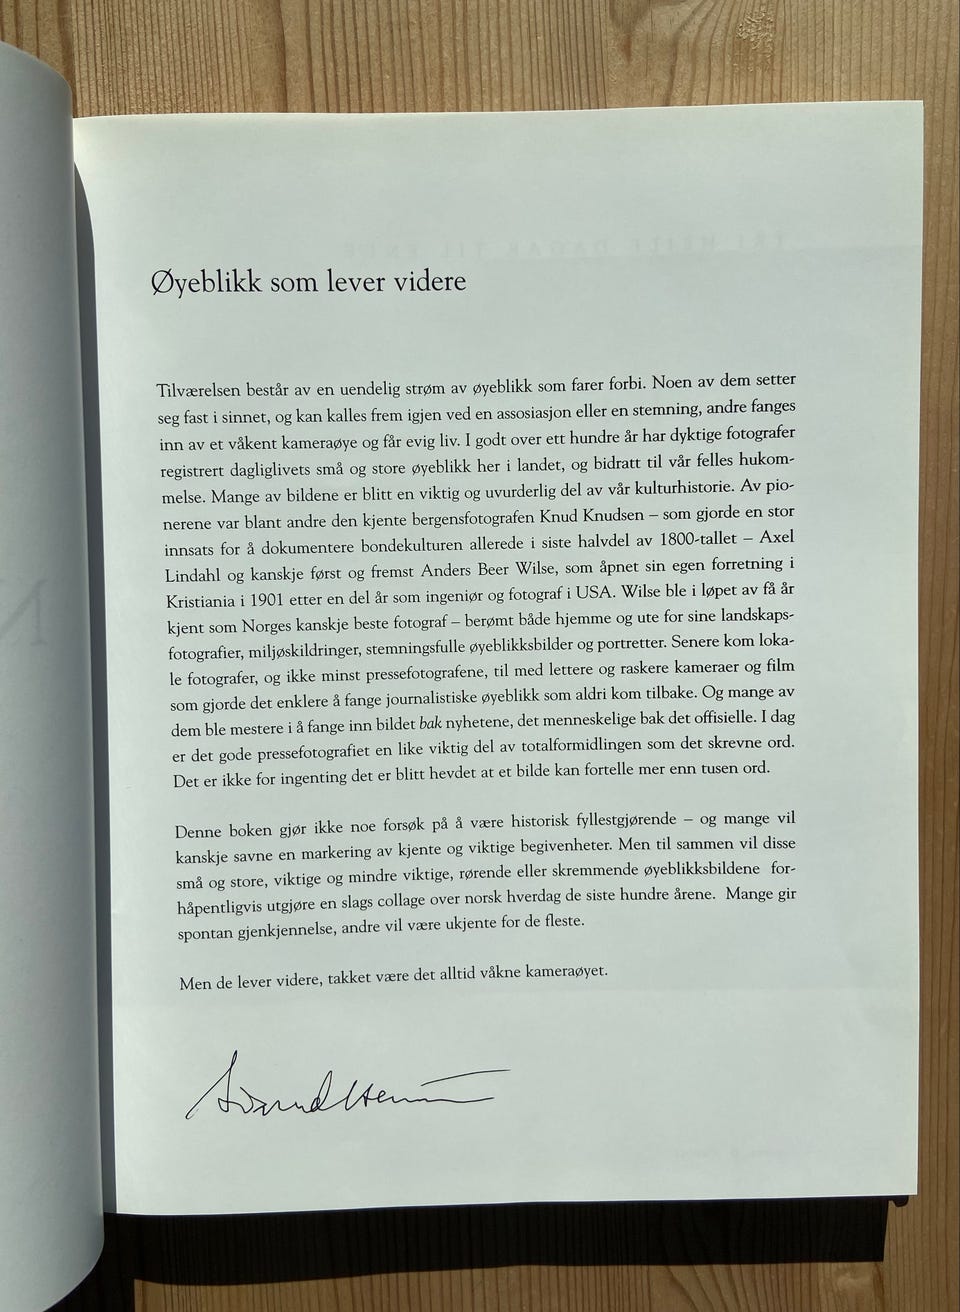 Øyeblikk som lever videre
Tilværelsen består av en uendelig strøm av øyeblikk som farer forbi. Noen av dem setter
seg fast i sinnet, og kan kalles frem igjen ved en assosiasjon eller en stemning, andre fanges
inn av et våkent kameraøye og får evig liv. I godt over ett hundre år har dyktige fotografer
registrert dagliglivets små og store øyeblikk her i landet, og bidratt til vår felles hukom-
melse. Mange av bildene er blitt en viktig og uvurderlig del av vår kulturhistorie. Av pio-
nerene var blant andre den kjente bergensfotografen Knud Knudsen – som gjorde en stor
innsats for å dokumentere bondekulturen allerede i siste halvdel av 1800-tallet – Axel
Lindahl og kanskje først og fremst Anders Beer Wilse, som åpnet sin egen forretning i
Kristiania i 1901 etter en del år som ingeniør og fotograf i USA. Wilse ble i løpet av få år
kjent som Norges kanskje beste fotograf – berømt både hjemme og ute for sine landskaps-
fotografier, miljøskildringer, stemningsfulle øyeblikksbilder og portretter. Senere kom loka-
le fotografer, og ikke minst pressefotografene, til med lettere og raskere kameraer og film
som gjorde det enklere å fange journalistiske øyeblikk som aldri kom tilbake. Og mange av
dem ble mestere i å fange inn bildet bak nyhetene, det menneskelige bak det offisielle. I dag
er det gode pressefotografiet en like viktig del av totalformidlingen som det skrevne ord.
Det er ikke for ingenting det er blitt hevdet at et bilde kan fortelle mer enn tusen ord.
Denne boken gjør ikke noe forsøk på å være historisk fyllestgjørende – og mange vil
kanskje savne en markering av kjente og viktige begivenheter. Men til sammen vil disse
små og store, viktige og mindre viktige, rørende eller skremmende øyeblikksbildene for-
håpentligvis utgjøre en slags collage over norsk hverdag de siste hundre årene. Mange gir
spontan gjenkjennelse, andre vil være ukjente for de fleste.
Men de lever videre, takket være det alltid våkne kameraøyet.